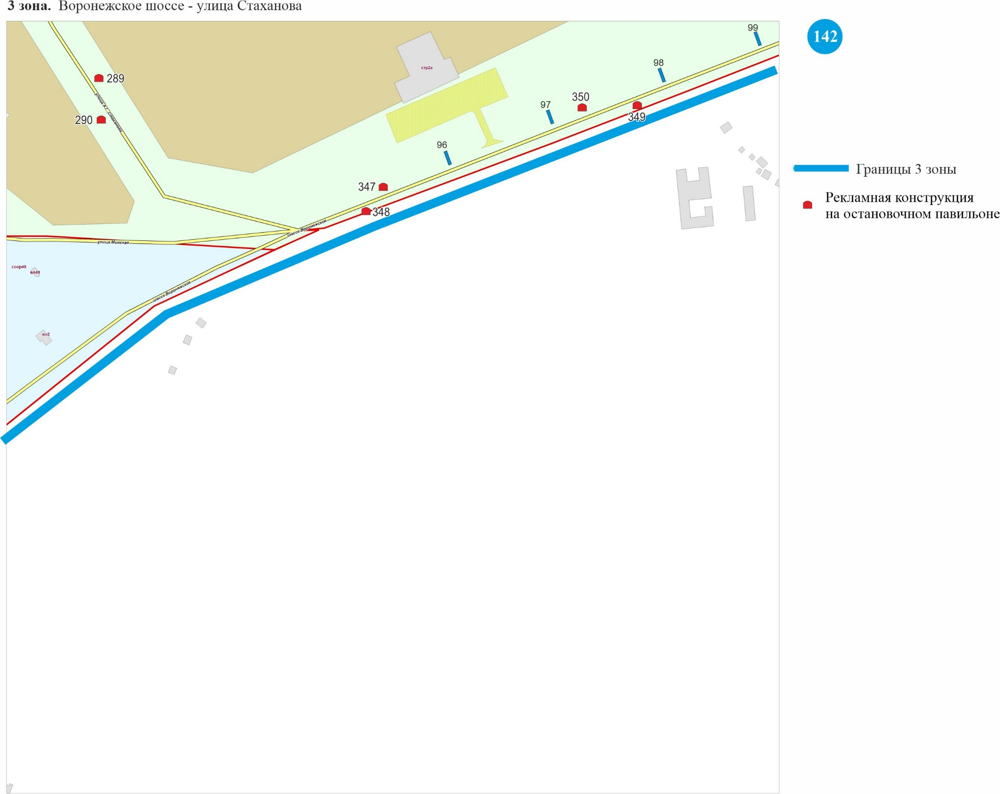 3 зона. Воронежское шоссе - улица Стаханова
142
99
98
стр2а
289
350
улица А.Г. Стаханова
97
290
349
96
Границы 3 зоны
347
Рекламная конструкция
на остановочном павильоне
348
шоссе Воронежское
улица Минская
соор49
вл49
шоссе Воронежское
вл2